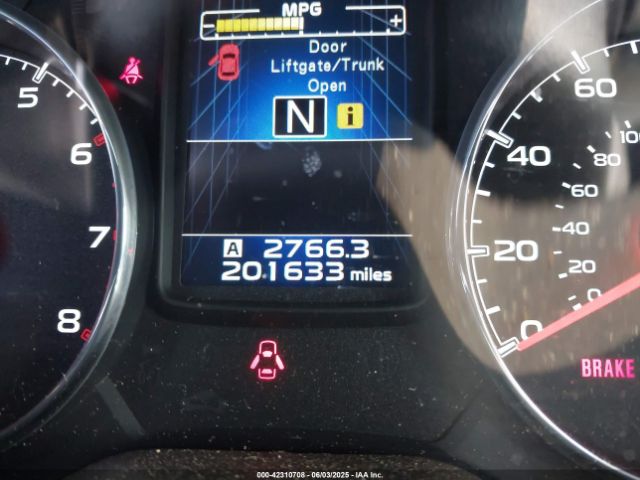 MPG
+
Door
Liftgate/Trunk
Open
N i
A 2766.3
201633 miles
5
6
7
8
60
40
20
0
100
80
60
40
20
0
BRAKE
000-42310708 - 06/03/2025 - IAA Inc.